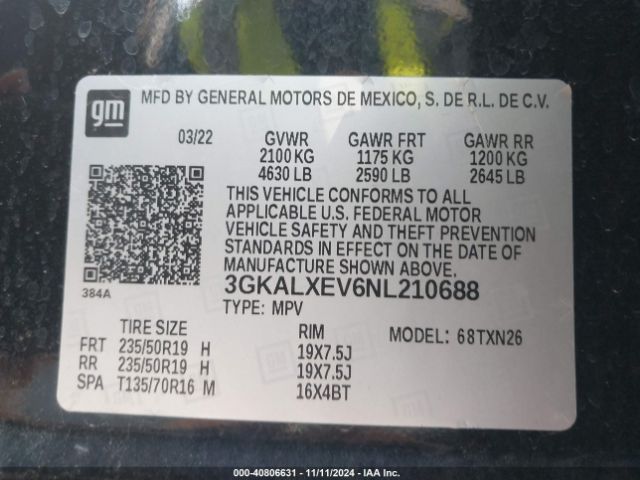 gm
MFD BY GENERAL MOTORS DE MEXICO, S. DE R.L. DE C.V.
03/22 GVWR GAWR FRT GAWR RR
2100 KG 1175 KG 1200 KG
4630 LB 2590 LB 2645 LB
THIS VEHICLE CONFORMS TO ALL
APPLICABLE U.S. FEDERAL MOTOR
VEHICLE SAFETY AND THEFT PREVENTION
STANDARDS IN EFFECT ON THE DATE OF
MANUFACTURE SHOWN ABOVE.
384A
3GKALXEV6NL210688
TYPE: MPV
TIRE SIZE RIM MODEL: 68TXN26
FRT 235/50R19 H 19X7.5J
RR 235/50R19 H 19X7.5J
SPA T135/70R16 M 16X4BT
000-40806631 - 11/11/2024 - IAA Inc.